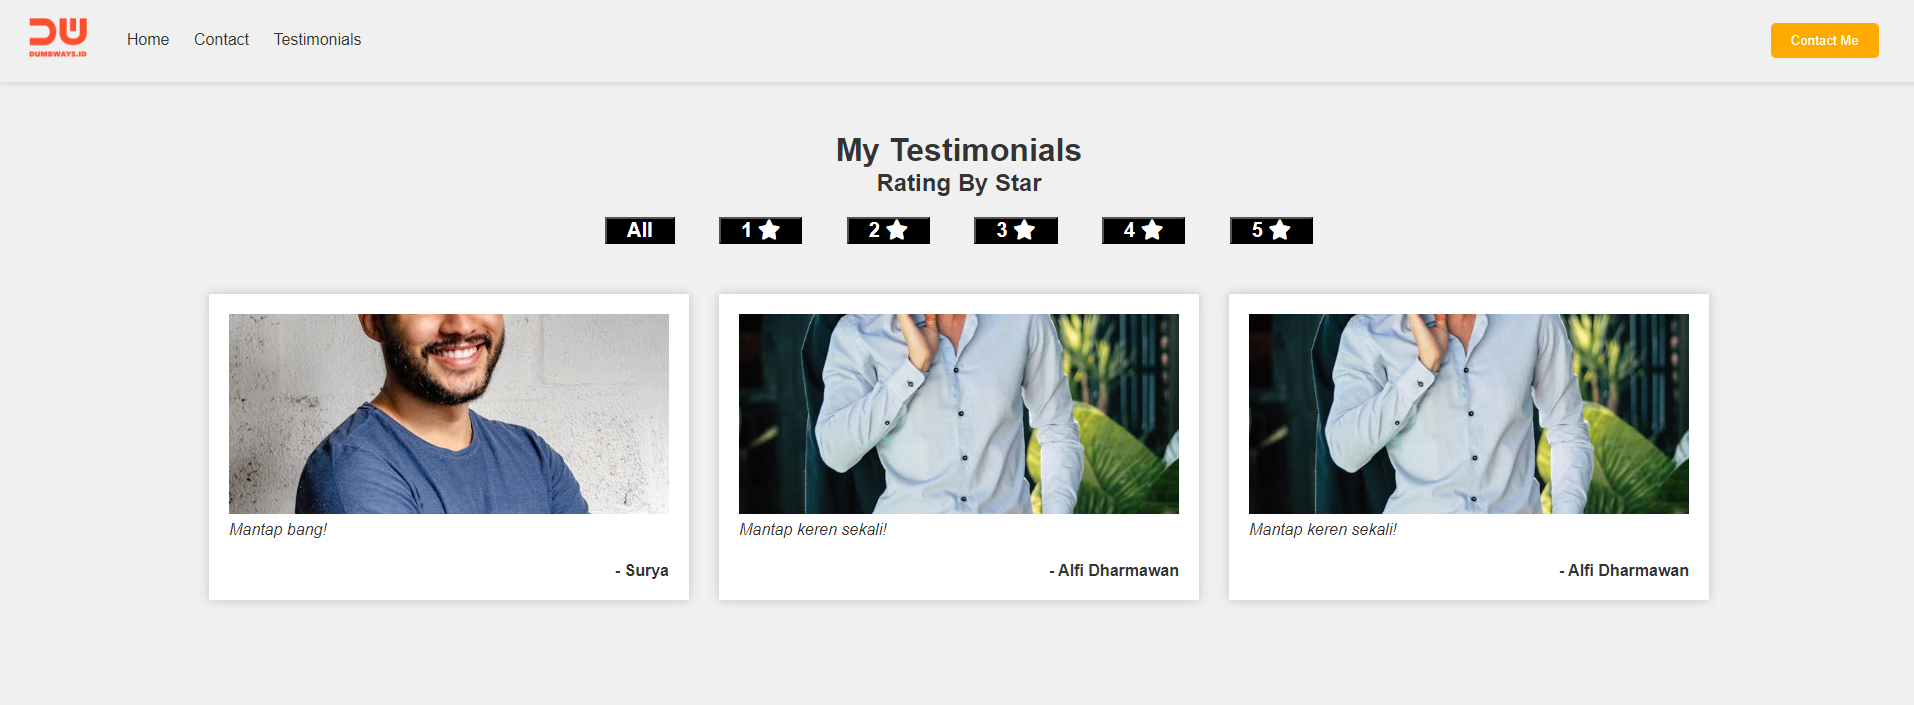 DW
DUMBWAYS.ID
Home Contact Testimonials
Contact Me
My Testimonials
Rating By Star
All 1 2 3 4 5
Mantap bang!
- Surya
Mantap keren sekali!
- Alfi Dharmawan
Mantap keren sekali!
- Alfi Dharmawan